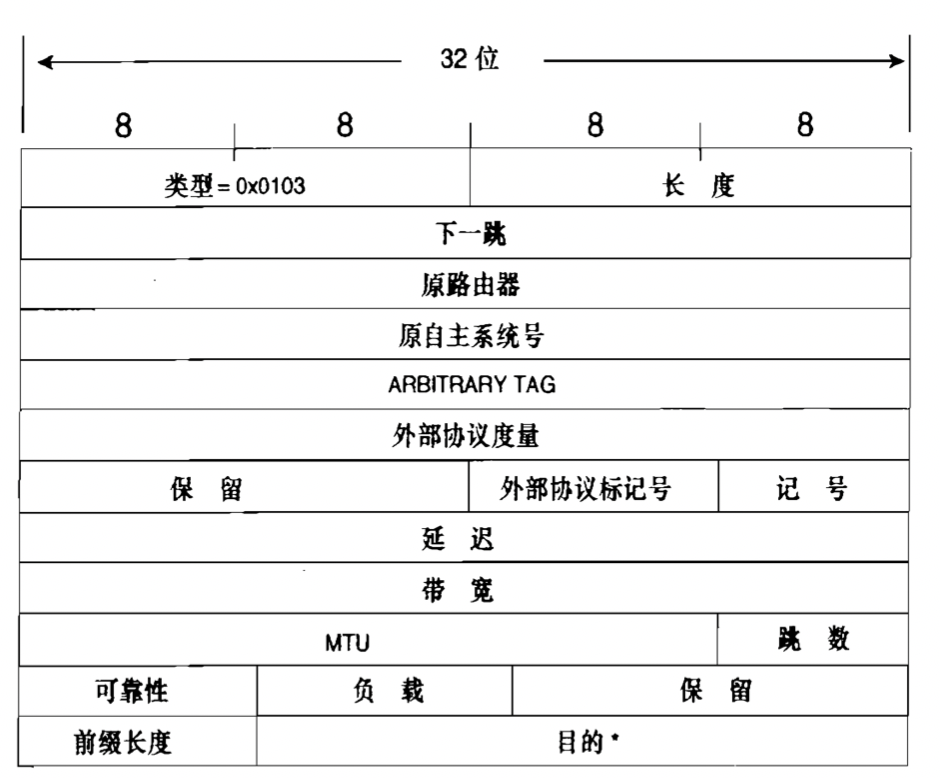 32 位
8 8 8 8
类型 = 0x0103 长 度
下一跳
原路由器
原自主系统号
ARBITRARY TAG
外部协议度量
保 留 外部协议标记号 记 号
延 迟
带 宽
MTU 跳 数
可靠性 负 载 保 留
前缀长度 目的 *